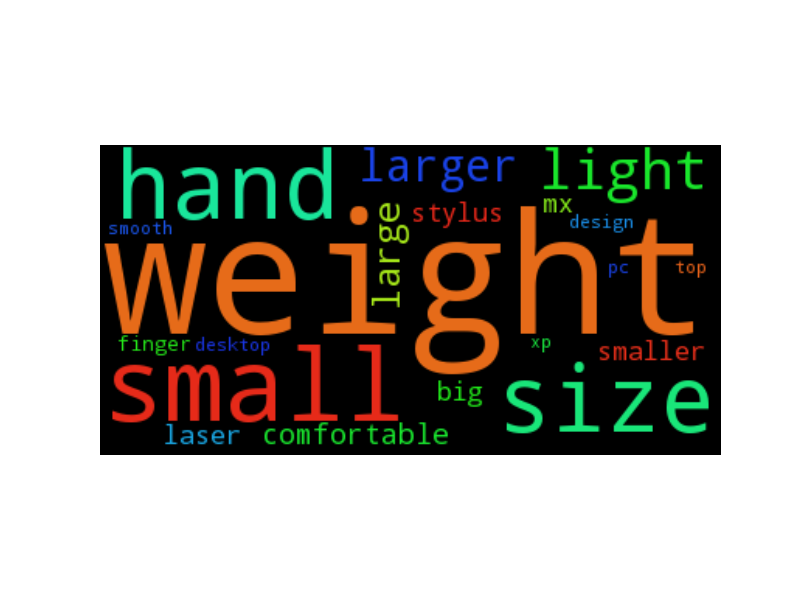 hand larger light
large stylus mx
smooth design
weight
pc top
finger desktop xp smaller
small big size
laser comfortable